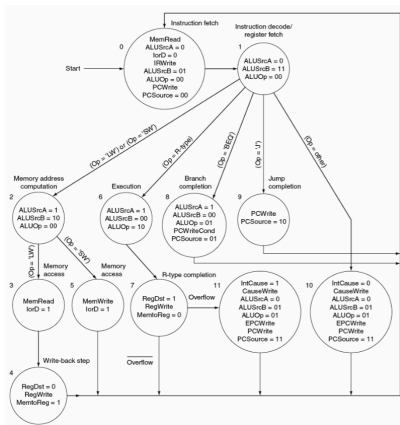 Instruction fetch
0
MemRead
ALUSrcA = 0
IorD = 0
IRWrite
ALUSrcB = 01
ALUOp = 00
PCWrite
PCSource = 00
Start
Instruction decode/
register fetch
1
ALUSrcA = 0
ALUSrcB = 11
ALUOp = 00
(Op = 'LW') or (Op = 'SW')
(Op = R-type)
(Op = 'BEQ')
(Op = 'J')
(Op = other)
Memory address
computation
2
ALUSrcA = 1
ALUSrcB = 10
ALUOp = 00
Execution
6
ALUSrcA = 1
ALUSrcB = 00
ALUOp = 10
Branch
completion
8
ALUSrcA = 1
ALUSrcB = 00
ALUOp = 01
PCWriteCond
PCSource = 01
Jump
completion
9
PCWrite
PCSource = 10
(Op = 'LW')
(Op = 'SW')
Memory
access
3
MemRead
IorD = 1
Memory
access
5
MemWrite
IorD = 1
R-type completion
7
RegDst = 1
RegWrite
MemtoReg = 0
Overflow
Overflow
11
IntCause = 1
CauseWrite
ALUSrcA = 0
ALUSrcB = 01
ALUOp = 01
EPCWrite
PCWrite
PCSource = 11
10
IntCause = 0
CauseWrite
ALUSrcA = 0
ALUSrcB = 01
ALUOp = 01
EPCWrite
PCWrite
PCSource = 11
Write-back step
4
RegDst = 0
RegWrite
MemtoReg = 1